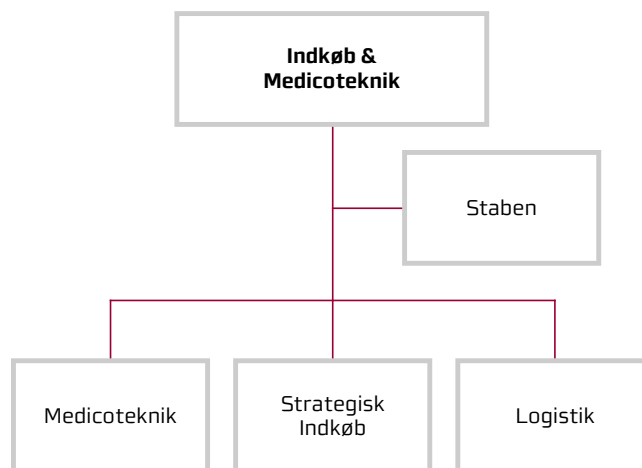 Indkøb &
Medicoteknik
Staben
Medicoteknik
Strategisk
Indkøb
Logistik